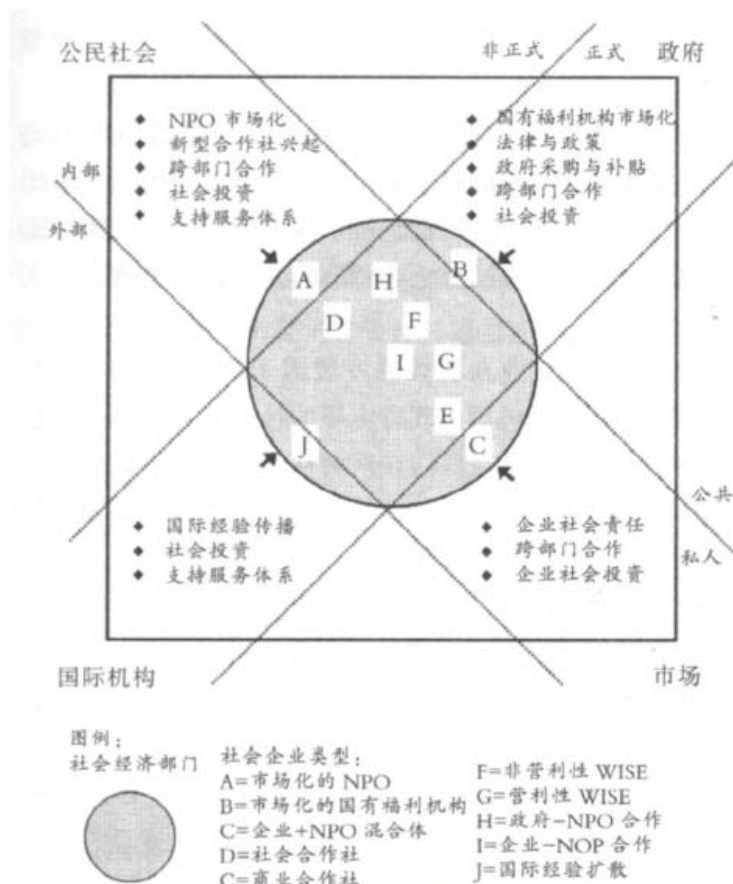 公民社会
非正式 正式 政府
◆ NPO 市场化
◆ 新型合作社兴起
◆ 跨部门合作
◆ 社会投资
◆ 支持服务体系
◆ 国有福利机构市场化
◆ 法律与政策
◆ 政府采购与补贴
◆ 跨部门合作
◆ 社会投资
内部
外部
A
H
B
D
F
I
G
E
J
C
公共
私人
◆ 国际经验传播
◆ 社会投资
◆ 支持服务体系
◆ 企业社会责任
◆ 跨部门合作
◆ 企业社会投资
国际机构
市场
图例：
社会经济部门
社会企业类型：
A=市场化的 NPO
B=市场化的国有福利机构
C=企业+NPO 混合体
D=社会合作社
C=商业合作社
F=非营利性 WISE
G=营利性 WISE
H=政府-NPO 合作
I=企业-NOP 合作
J=国际经验扩散